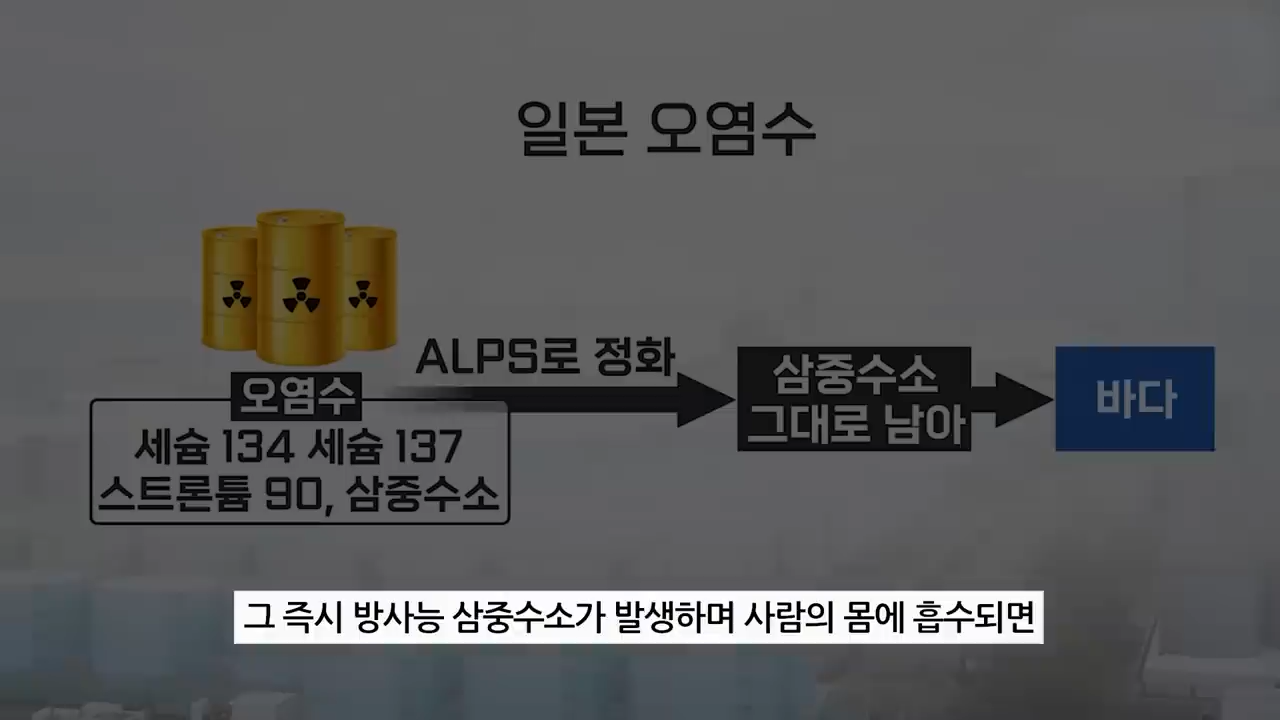 일본 오염수
ALPS로 정화
오염수
세슘 134 세슘 137
스트론튬 90, 삼중수소
삼중수소
그대로 남아
바다
그 즉시 방사능 삼중수소가 발생하며 사람의 몸에 흡수되면